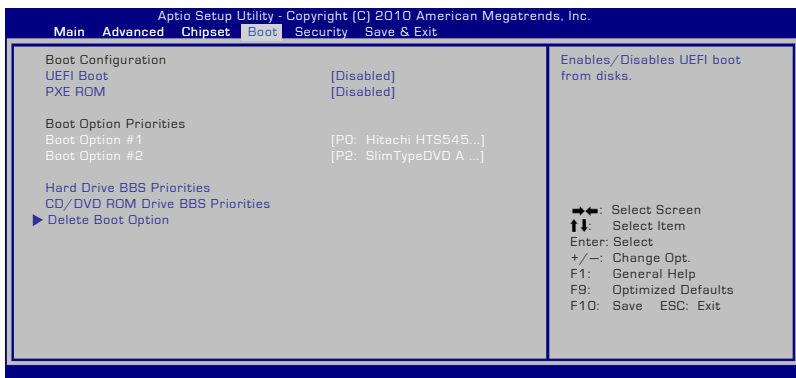 Aptio Setup Utility - Copyright (C) 2010 American Megatrends, Inc.
Main Advanced Chipset Boot Security Save & Exit
Boot Configuration
UEFI Boot [Disabled]
PXE ROM [Disabled]
Boot Option Priorities
Boot Option #1 [P0: Hitachi HTS545...]
Boot Option #2 [P2: SlimTypeDVD A ...]
Hard Drive BBS Priorities
CD/DVD ROM Drive BBS Priorities
Delete Boot Option
Enables/Disables UEFI boot
from disks.
→←: Select Screen
↑↓: Select Item
Enter: Select
+/—: Change Opt.
F1: General Help
F9: Optimized Defaults
F10: Save ESC: Exit